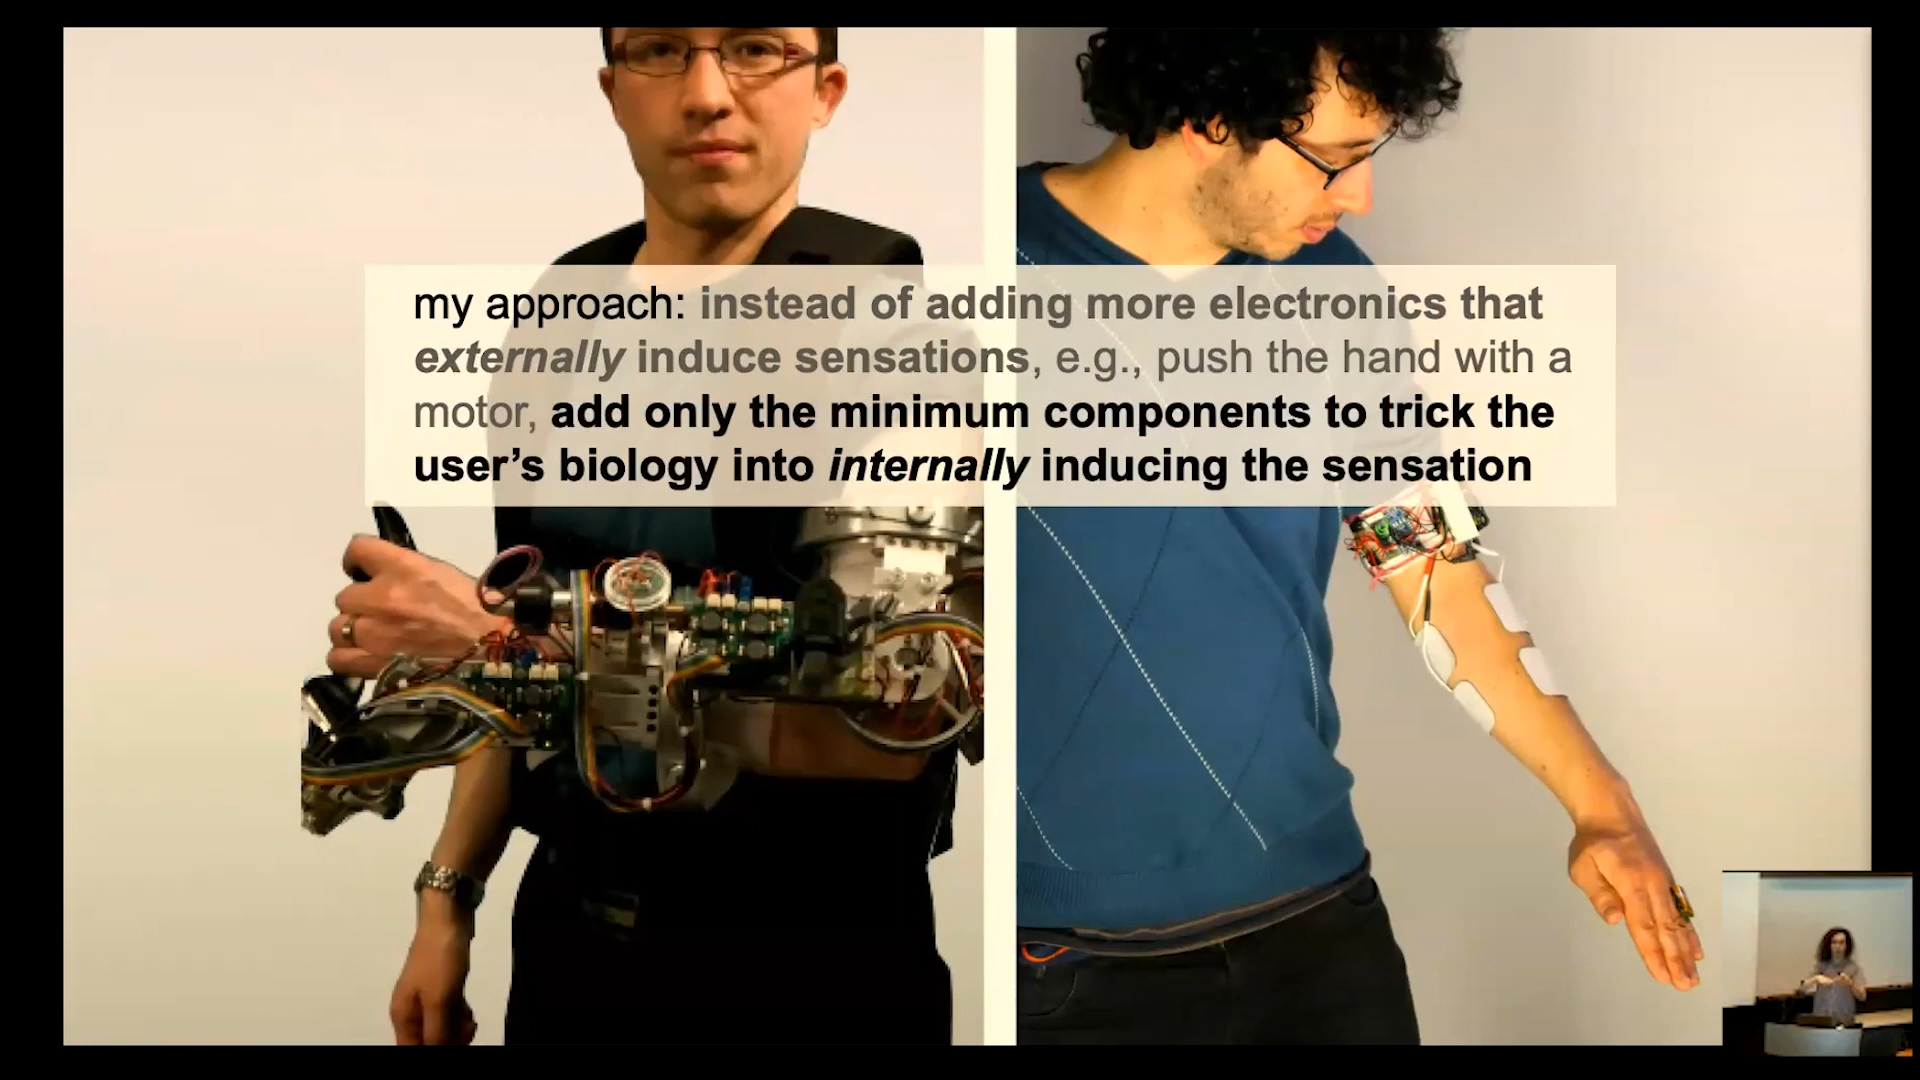 my approach: instead of adding more electronics that
externally induce sensations, e.g., push the hand with a
motor, add only the minimum components to trick the
user’s biology into internally inducing the sensation